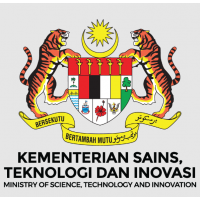 BERSEKUTU
BERTAMBAH MUTU
KEMENTERIAN SAINS,
TEKNOLOGI DAN INOVASI
MINISTRY OF SCIENCE, TECHNOLOGY AND INNOVATION